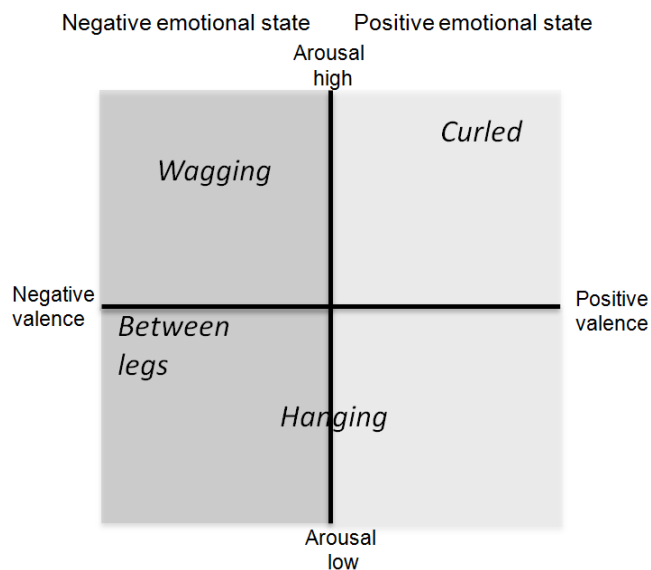 Negative emotional state Positive emotional state
Arousal
high
Curled
Wagging
Negative
valence
Positive
valence
Between
legs
Hanging
Arousal
low